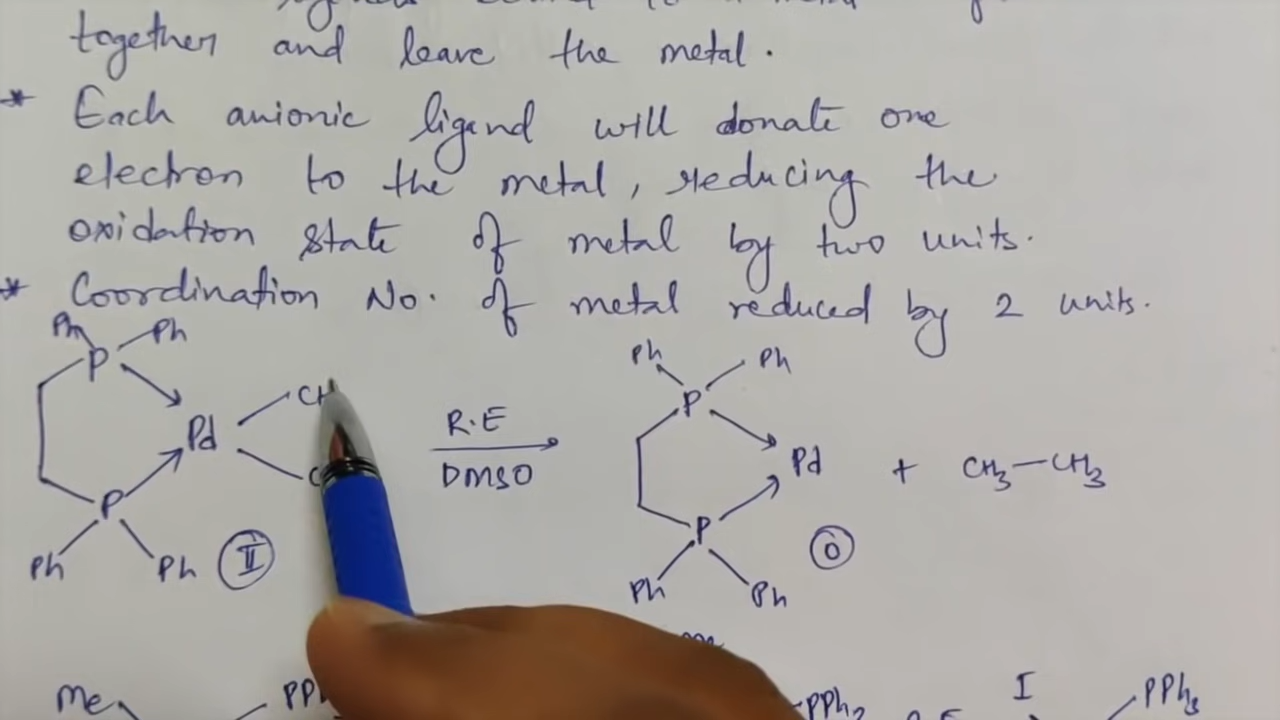 together and leave the metal.
* Each anionic ligand will donate one
electron to the metal, reducing the
oxidation state of metal by two units.
* Coordination No. of metal reduced by 2 units.
Ph Ph
P
Pd
P
Ph Ph
II
R.E
DMSO
Ph Ph
P
Pd
P
Ph Ph
0
+ CH3-CH3
Me
I
PPh3